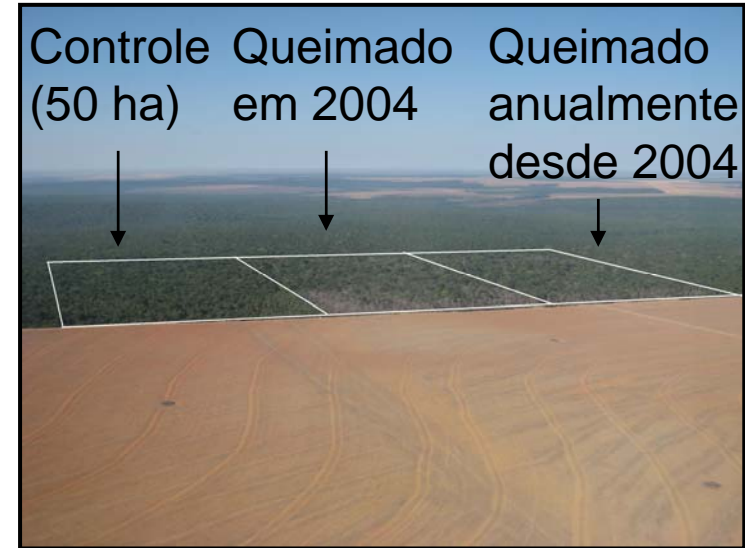 Controle
(50 ha)
Queimado
em 2004
Queimado
anualmente
desde 2004